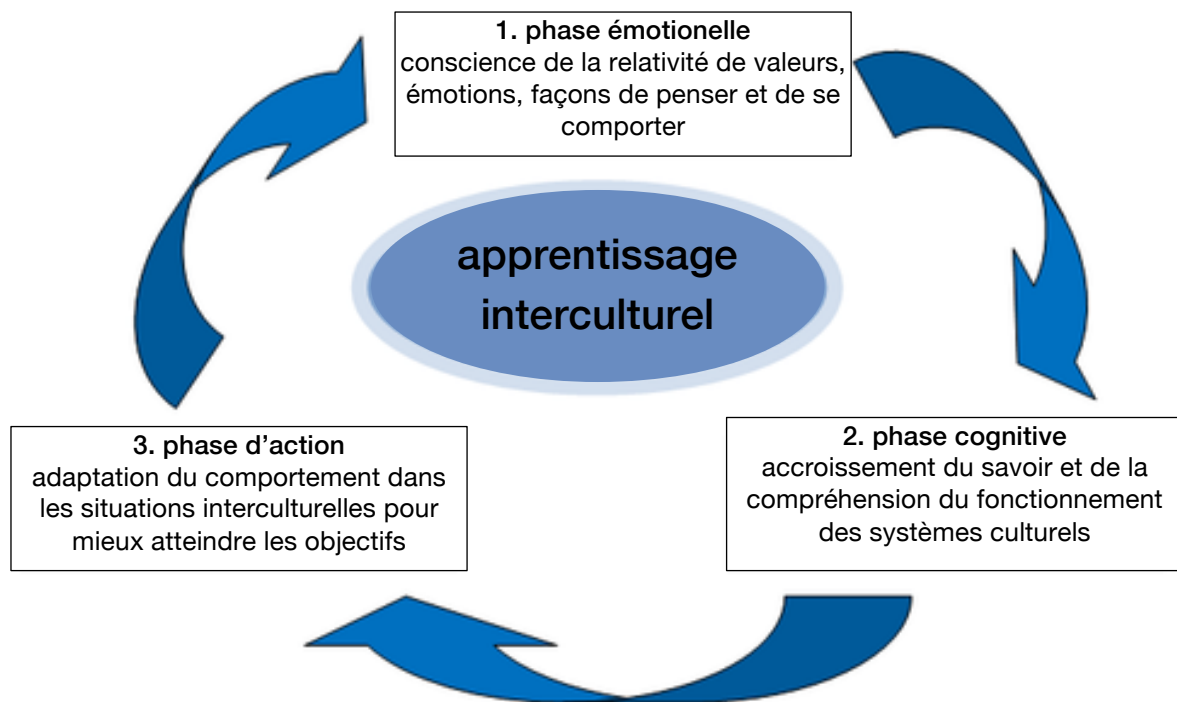 1. phase émotionelle
conscience de la relativité de valeurs,
émotions, façons de penser et de se
comporter
apprentissage
interculturel
3. phase d’action
adaptation du comportement dans
les situations interculturelles pour
mieux atteindre les objectifs
2. phase cognitive
accroissement du savoir et de la
compréhension du fonctionnement
des systèmes culturels